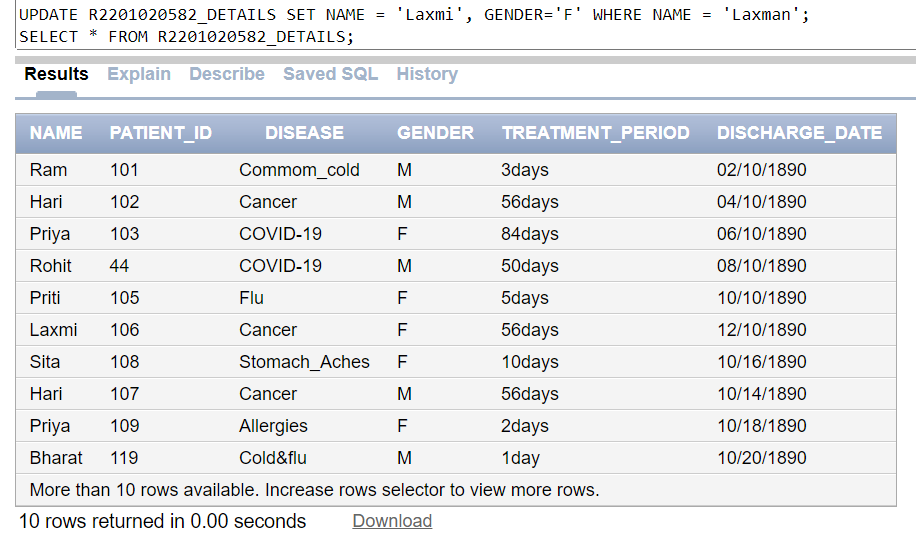 UPDATE R2201020582_DETAILS SET NAME = 'Laxmi', GENDER='F' WHERE NAME = 'Laxman';
SELECT * FROM R2201020582_DETAILS;
Results Explain Describe Saved SQL History
NAME PATIENT_ID DISEASE GENDER TREATMENT_PERIOD DISCHARGE_DATE
Ram 101 Commom_cold M 3days 02/10/1890
Hari 102 Cancer M 56days 04/10/1890
Priya 103 COVID-19 F 84days 06/10/1890
Rohit 44 COVID-19 M 50days 08/10/1890
Priti 105 Flu F 5days 10/10/1890
Laxmi 106 Cancer F 56days 12/10/1890
Sita 108 Stomach_Aches F 10days 10/16/1890
Hari 107 Cancer M 56days 10/14/1890
Priya 109 Allergies F 2days 10/18/1890
Bharat 119 Cold&flu M 1day 10/20/1890
More than 10 rows available. Increase rows selector to view more rows.
10 rows returned in 0.00 seconds Download